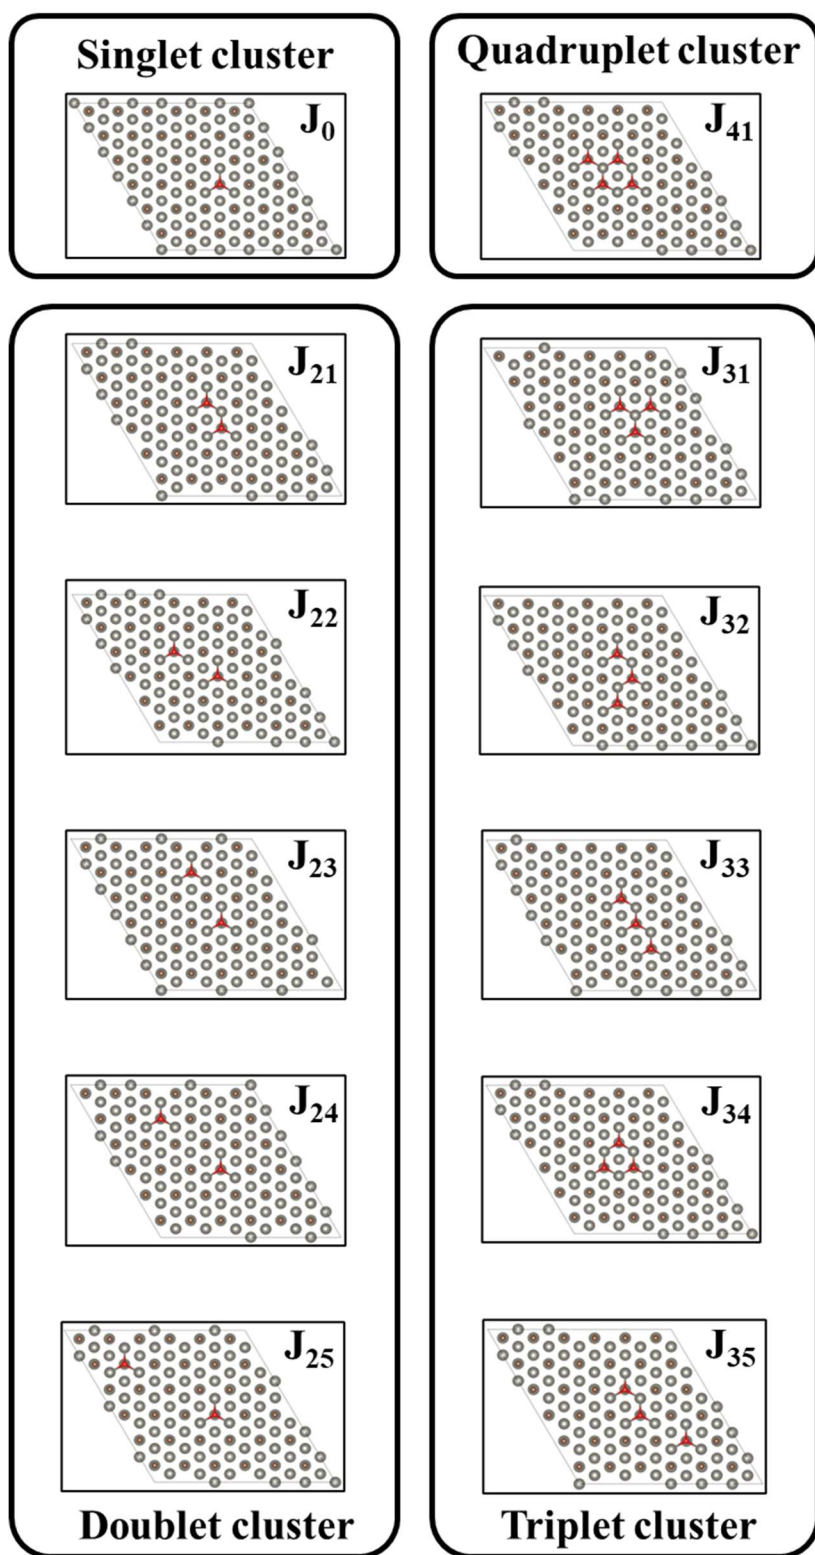 Singlet cluster
J₀
Quadruplet cluster
J₄₁
J₂₁
J₂₂
J₂₃
J₂₄
J₂₅
Doublet cluster
J₃₁
J₃₂
J₃₃
J₃₄
J₃₅
Triplet cluster